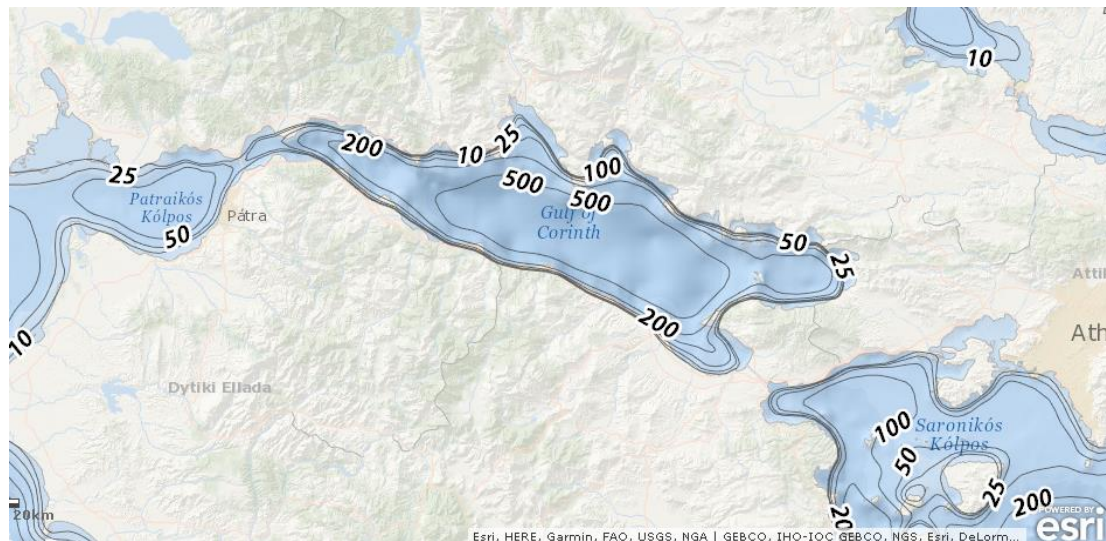 10
25
Patraikós
Kólpos
50
Pátra
10
200
10
25
100
500
500
Gulf of
Corinth
50
25
200
Attik
Ath
Dytiki Ellada
100
Saronikós
Kólpos
50
25
200
20km
Esri, HERE, Garmin, FAO, USGS, NGA | GEBCO, IHO-IOC GEBCO, NGS, Esri, DeLorm...
POWERED BY
esri